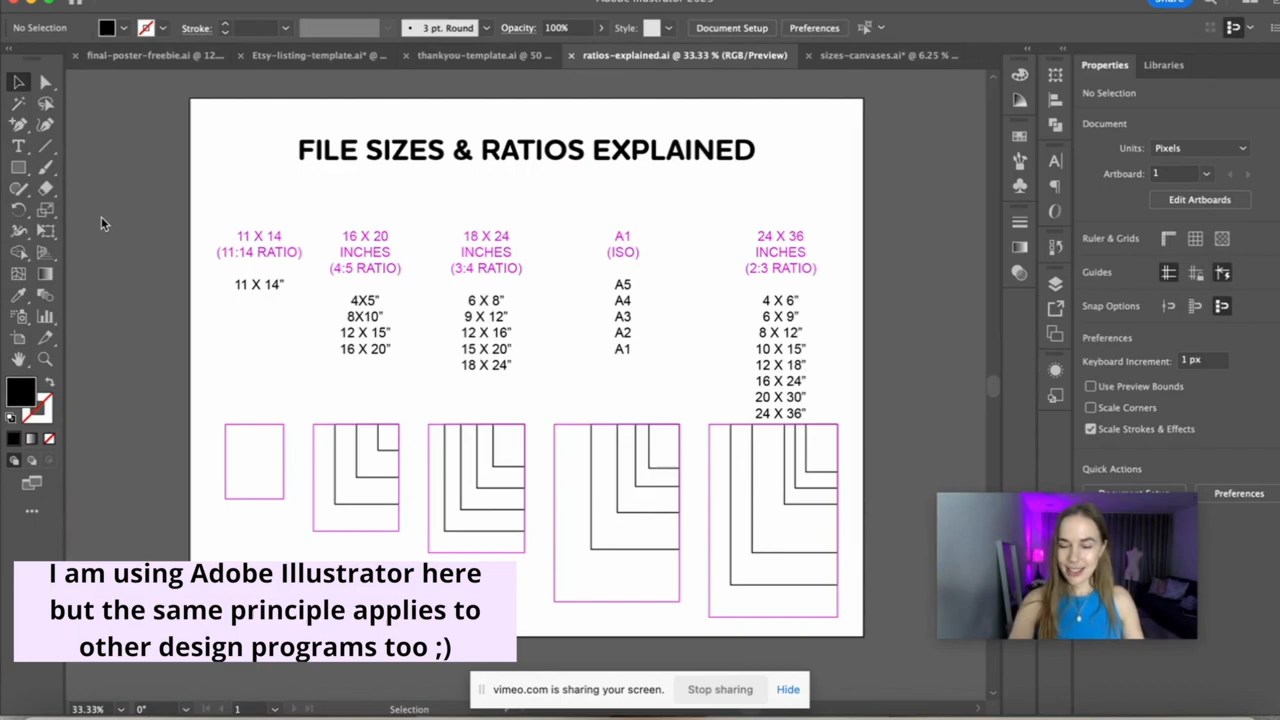 No Selection
Stroke:
3 pt. Round
Opacity:
100%
Style:
Document Setup
Preferences
Share
× final-poster-freebie.ai @ 12...
× Etsy-listing-template.ai* @ ...
× thankyou-template.ai @ 50 ...
× ratios-explained.ai @ 33.33 % (RGB/Preview)
× sizes-canvases.ai* @ 6.25 % ...
FILE SIZES & RATIOS EXPLAINED
11 X 14
(11:14 RATIO)
11 X 14”
16 X 20
INCHES
(4:5 RATIO)
4X5”
8X10”
12 X 15”
16 X 20”
18 X 24
INCHES
(3:4 RATIO)
6 X 8”
9 X 12”
12 X 16”
15 X 20”
18 X 24”
A1
(ISO)
A5
A4
A3
A2
A1
24 X 36
INCHES
(2:3 RATIO)
4 X 6”
6 X 9”
8 X 12”
10 X 15”
12 X 18”
16 X 24”
20 X 30”
24 X 36”
Properties
Libraries
No Selection
Document
Units:
Pixels
Artboard:
1
Edit Artboards
Ruler & Grids
Guides
Snap Options
Preferences
Keyboard Increment:
1 px
Use Preview Bounds
Scale Corners
Scale Strokes & Effects
Quick Actions
Document Setup
Preferences
I am using Adobe Illustrator here
but the same principle applies to
other design programs too ;)
vimeo.com is sharing your screen.
Stop sharing
Hide
33.33%
0°
1
Selection